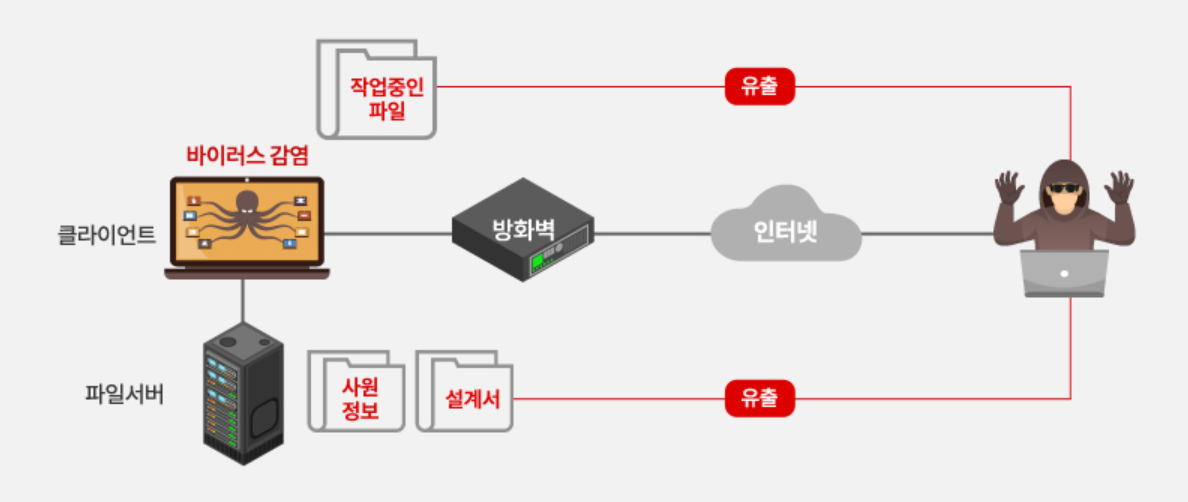 작업중인
파일
유출
바이러스 감염
클라이언트
방화벽
인터넷
파일서버
사원
정보
설계서
유출